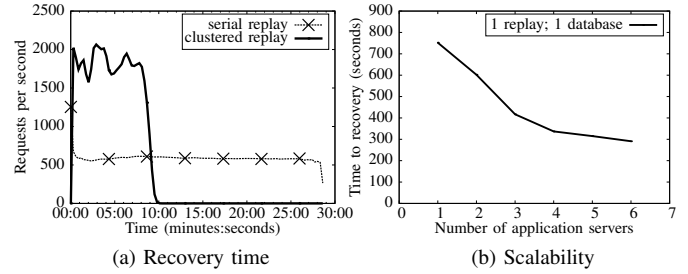 serial replay
clustered replay
Requests per second
2500
2000
1500
1000
500
0
00:00 05:00 10:00 15:00 20:00 25:00 30:00
Time (minutes:seconds)
(a) Recovery time
1 replay; 1 database
Time to recovery (seconds)
900
800
700
600
500
400
300
200
100
0
0 1 2 3 4 5 6 7
Number of application servers
(b) Scalability